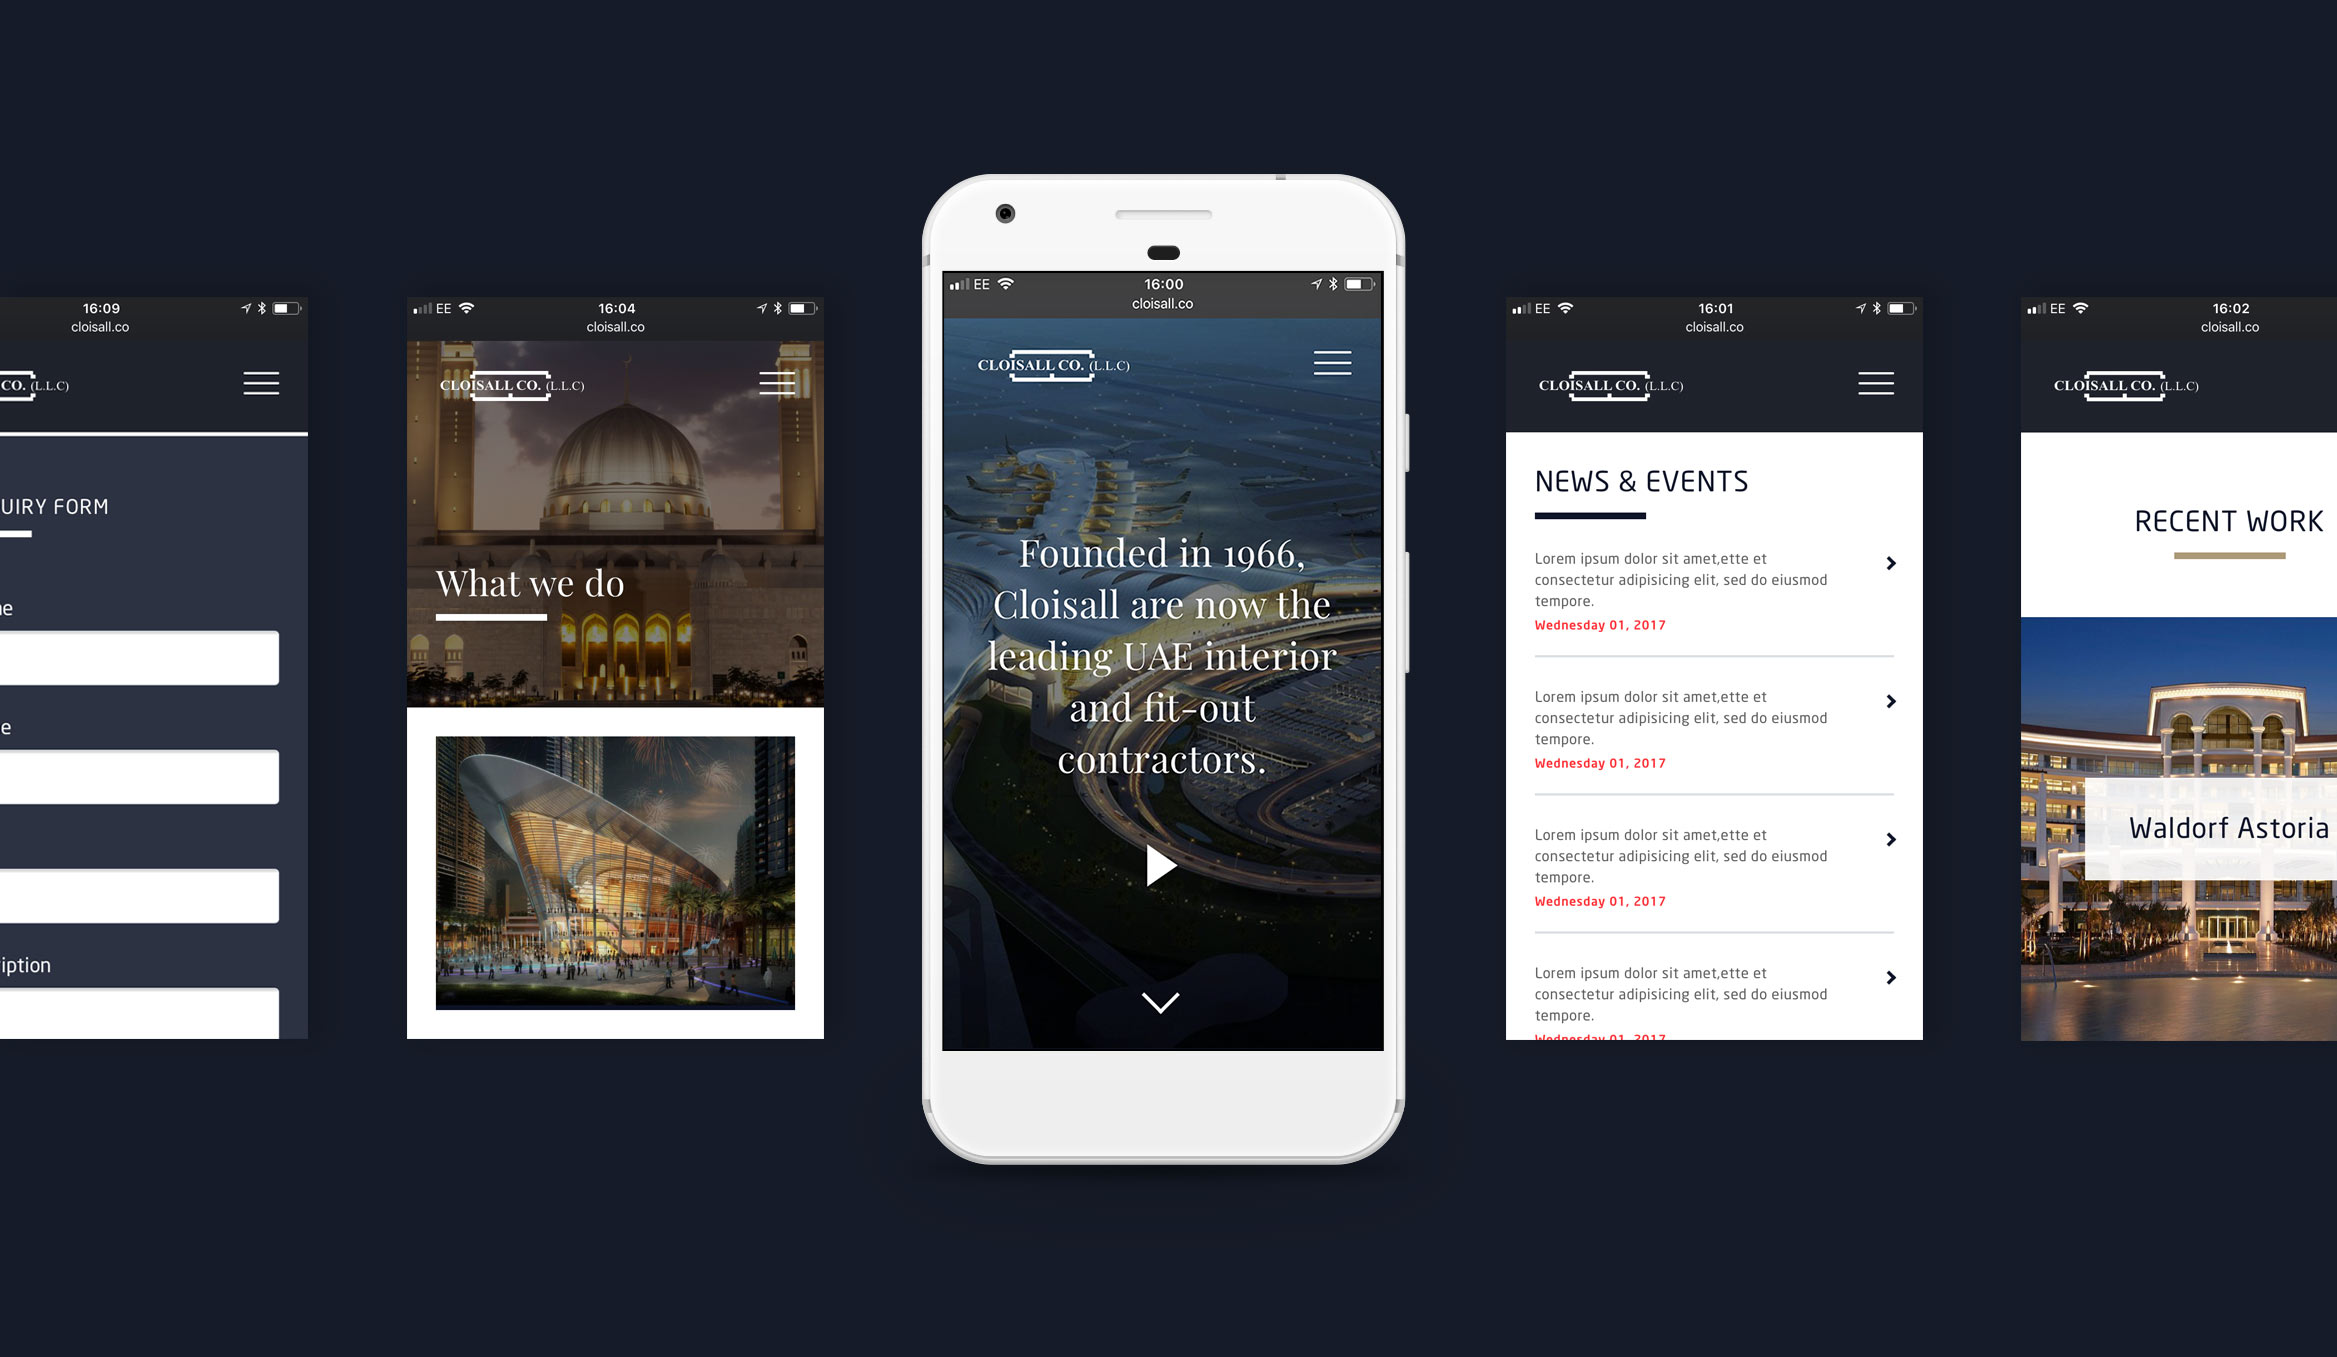 16:09
cloisall.co
CO. (L.L.C)
UIRY FORM
ne
e
iption
EE
16:04
cloisall.co
CLOISALL CO. (L.L.C)
What we do
EE
16:00
cloisall.co
CLOISALL CO. (L.L.C)
Founded in 1966,
Cloisall are now the
leading UAE interior
and fit-out
contractors.
EE
16:01
cloisall.co
CLOISALL CO. (L.L.C)
NEWS & EVENTS
Lorem ipsum dolor sit amet,ette et
consectetur adipisicing elit, sed do eiusmod
tempore.
Wednesday 01, 2017
Lorem ipsum dolor sit amet,ette et
consectetur adipisicing elit, sed do eiusmod
tempore.
Wednesday 01, 2017
Lorem ipsum dolor sit amet,ette et
consectetur adipisicing elit, sed do eiusmod
tempore.
Wednesday 01, 2017
Lorem ipsum dolor sit amet,ette et
consectetur adipisicing elit, sed do eiusmod
tempore.
Wednesday 01, 2017
EE
16:02
cloisall.co
CLOISALL CO. (L.L.C)
RECENT WORK
Waldorf Astoria